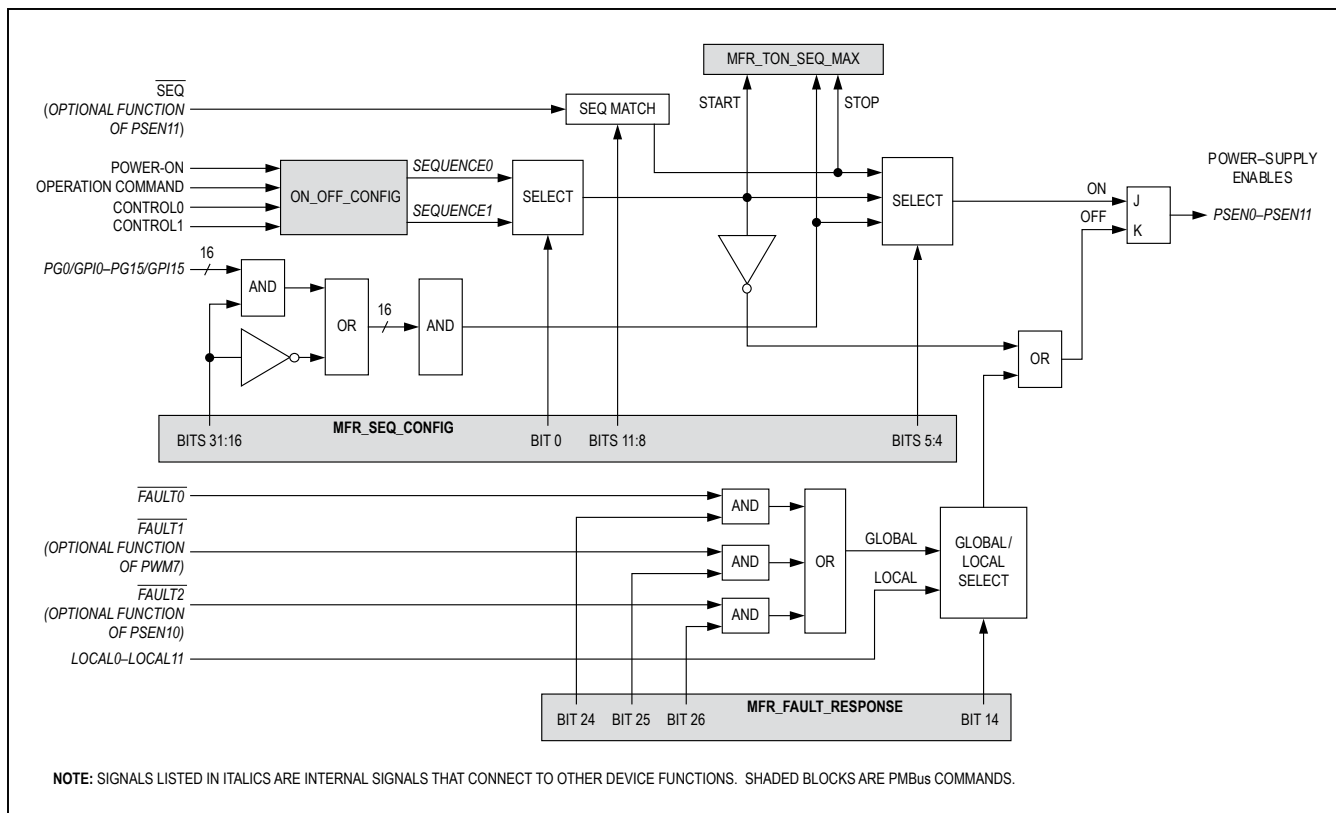 MFR_TON_SEQ_MAX
SEQ
(OPTIONAL FUNCTION
OF PSEN11)
SEQ MATCH
START
STOP
POWER-ON
OPERATION COMMAND
CONTROL0
CONTROL1
ON_OFF_CONFIG
SEQUENCE0
SEQUENCE1
SELECT
SELECT
POWER–SUPPLY
ENABLES
ON
OFF
J
K
PSEN0–PSEN11
PG0/GPI0–PG15/GPI15
16
AND
OR
16
AND
OR
MFR_SEQ_CONFIG
BITS 31:16
BIT 0
BITS 11:8
BITS 5:4
FAULT0
FAULT1
(OPTIONAL FUNCTION
OF PWM7)
FAULT2
(OPTIONAL FUNCTION
OF PSEN10)
LOCAL0–LOCAL11
AND
AND
AND
OR
GLOBAL
LOCAL
GLOBAL/
LOCAL
SELECT
MFR_FAULT_RESPONSE
BIT 24
BIT 25
BIT 26
BIT 14
NOTE: SIGNALS LISTED IN ITALICS ARE INTERNAL SIGNALS THAT CONNECT TO OTHER DEVICE FUNCTIONS. SHADED BLOCKS ARE PMBus COMMANDS.